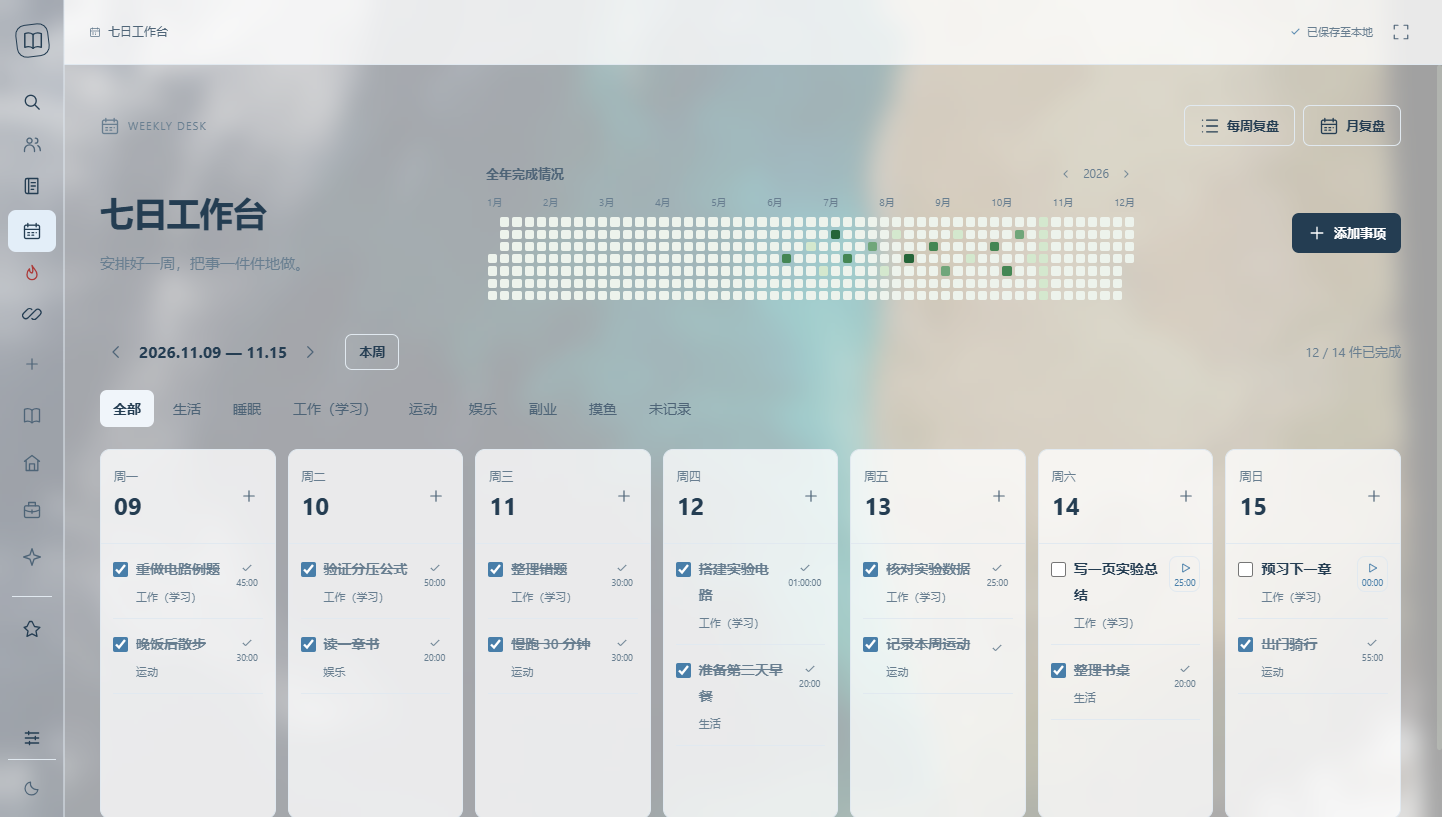 七日工作台
已保存至本地
WEEKLY DESK
每周复盘
月复盘
全年完成情况
2026
1月 2月 3月 4月 5月 6月 7月 8月 9月 10月 11月 12月
七日工作台
安排好一周，把事一件件地做。
添加事项
2026.11.09 — 11.15
本周
12 / 14 件已完成
全部 生活 睡眠 工作（学习） 运动 娱乐 副业 摸鱼 未记录
周一
09
重做电路例题
45:00
工作（学习）
晚饭后散步
30:00
运动
周二
10
验证分压公式
50:00
工作（学习）
读一章书
20:00
娱乐
周三
11
整理错题
30:00
工作（学习）
慢跑 30 分钟
30:00
运动
周四
12
搭建实验电
路
01:00:00
工作（学习）
准备第二天早
餐
20:00
生活
周五
13
核对实验数据
25:00
工作（学习）
记录本周运动
运动
周六
14
写一页实验总
结
25:00
工作（学习）
整理书桌
20:00
生活
周日
15
预习下一章
00:00
工作（学习）
出门骑行
55:00
运动